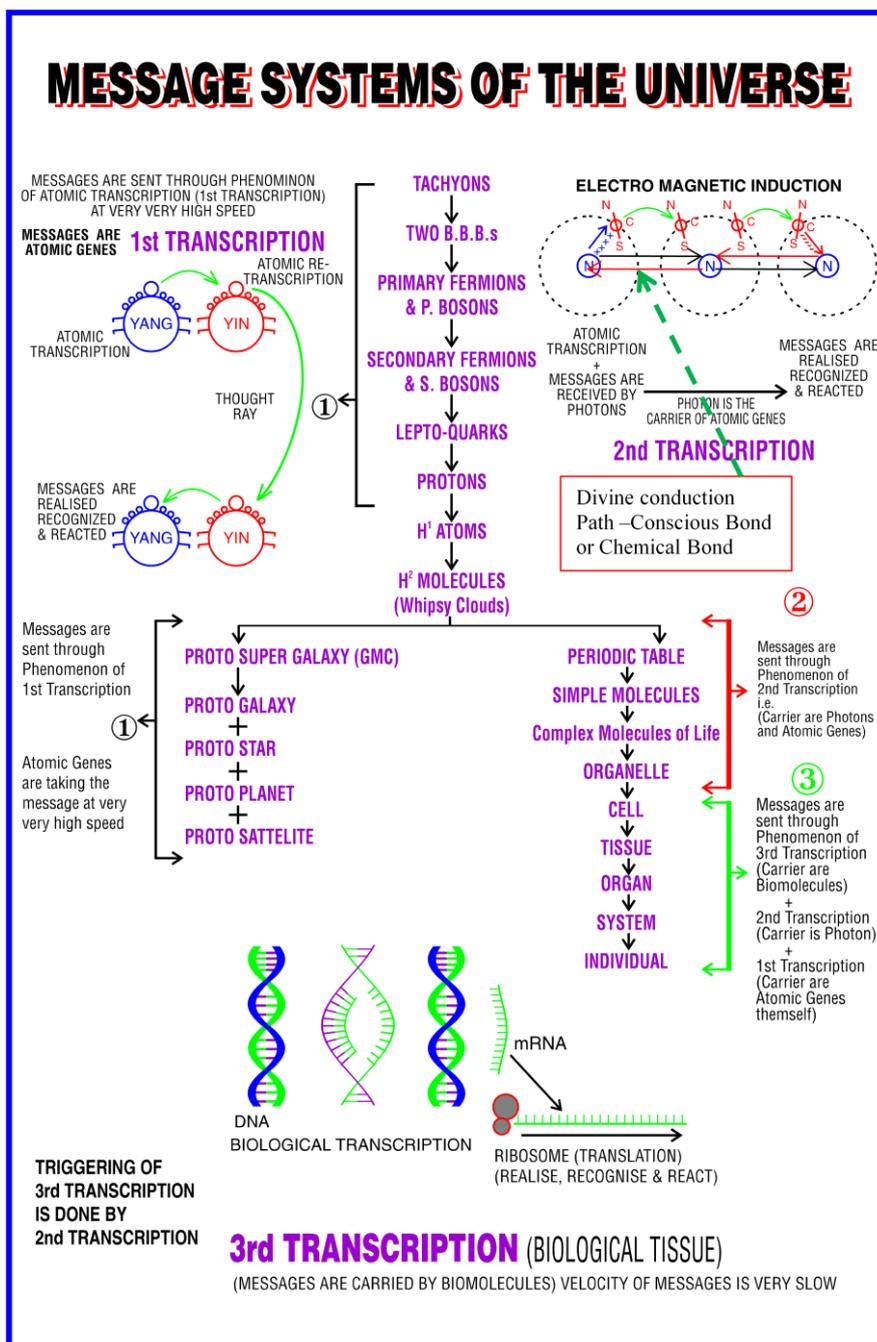 MESSAGE SYSTEMS OF THE UNIVERSE
MESSAGES ARE SENT THROUGH PHENOMINON
OF ATOMIC TRANSCRIPTION (1st TRANSCRIPTION)
AT VERY VERY HIGH SPEED
MESSAGES ARE
ATOMIC GENES
1st TRANSCRIPTION
ATOMIC RE-
TRANSCRIPTION
YANG
YIN
ATOMIC
TRANSCRIPTION
THOUGHT
RAY
MESSAGES ARE
REALISED
RECOGNIZED
& REACTED
YANG
YIN
1
TACHYONS
TWO B.B.B.s
PRIMARY FERMIONS
& P. BOSONS
SECONDARY FERMIONS
& S. BOSONS
LEPTO-QUARKS
PROTONS
H1 ATOMS
H2 MOLECULES
(Whipsy Clouds)
ELECTRO MAGNETIC INDUCTION
N N N N
C C
S S S S
xxxx
N N N
ATOMIC
TRANSCRIPTION
+
MESSAGES ARE
RECEIVED BY
PHOTONS
PHOTON IS THE
CARRIER OF ATOMIC GENES
MESSAGES ARE
REALISED
RECOGNIZED
& REACTED
2nd TRANSCRIPTION
Divine conduction
Path –Conscious Bond
or Chemical Bond
Messages are
sent through
Phenomenon of
1st Transcription
1
Atomic Genes
are taking the
message at very
very high speed
PROTO SUPER GALAXY (GMC)
PROTO GALAXY
+
PROTO STAR
+
PROTO PLANET
+
PROTO SATTELITE
PERIODIC TABLE
SIMPLE MOLECULES
Complex Molecules of Life
ORGANELLE
CELL
TISSUE
ORGAN
SYSTEM
INDIVIDUAL
2
Messages are
sent through
Phenomenon of
2nd Transcription
i.e.
(Carrier are Photons
and Atomic Genes)
3
Messages are
sent through
Phenomenon of
3rd Transcription
(Carrier are
Biomolecules)
+
2nd Transcription
(Carrier is Photon)
+
1st Transcription
(Carrier are
Atomic Genes
themself)
mRNA
DNA
BIOLOGICAL TRANSCRIPTION
RIBOSOME (TRANSLATION)
(REALISE, RECOGNISE & REACT)
TRIGGERING OF
3rd TRANSCRIPTION
IS DONE BY
2nd TRANSCRIPTION
3rd TRANSCRIPTION (BIOLOGICAL TISSUE)
(MESSAGES ARE CARRIED BY BIOMOLECULES) VELOCITY OF MESSAGES IS VERY SLOW